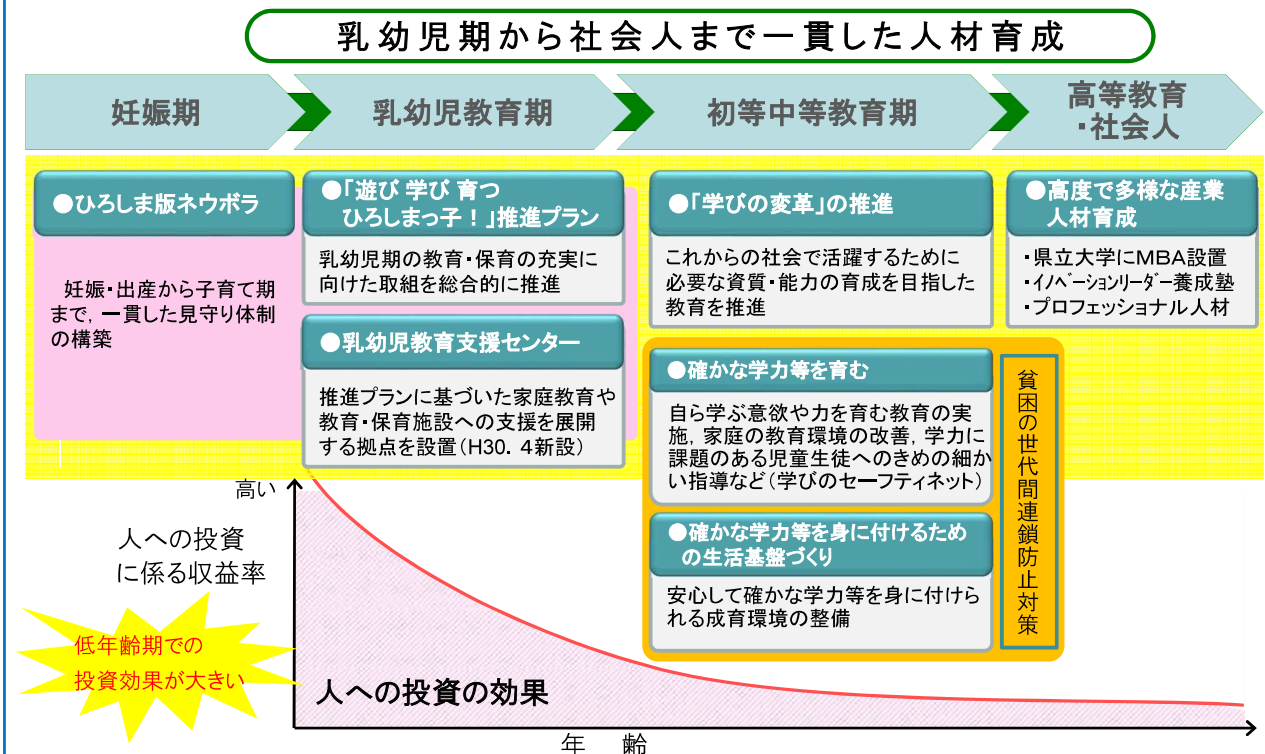 乳幼児期から社会人まで一貫した人材育成
妊娠期
乳幼児教育期
初等中等教育期
高等教育
・社会人
●ひろしま版ネウボラ
妊娠・出産から子育て期
まで，一貫した見守り体制
の構築
●「遊び 学び 育つ
ひろしまっ子！」推進プラン
乳幼児期の教育・保育の充実に
向けた取組を総合的に推進
●乳幼児教育支援センター
推進プランに基づいた家庭教育や
教育・保育施設への支援を展開
する拠点を設置（H30．4新設）
●「学びの変革」の推進
これからの社会で活躍するために
必要な資質・能力の育成を目指した
教育を推進
●高度で多様な産業
人材育成
・県立大学にMBA設置
・ｲﾉﾍﾞｰｼｮﾝﾘｰﾀﾞｰ養成塾
・プロフェッショナル人材
●確かな学力等を育む
自ら学ぶ意欲や力を育む教育の実
施，家庭の教育環境の改善，学力に
課題のある児童生徒へのきめの細か
い指導など（学びのセーフティネット）
●確かな学力等を身に付けるため
の生活基盤づくり
安心して確かな学力等を身に付けら
れる成育環境の整備
貧困の世代間連鎖防止対策
高い
人への投資
に係る収益率
低年齢期での
投資効果が大きい
人への投資の効果
年　齢